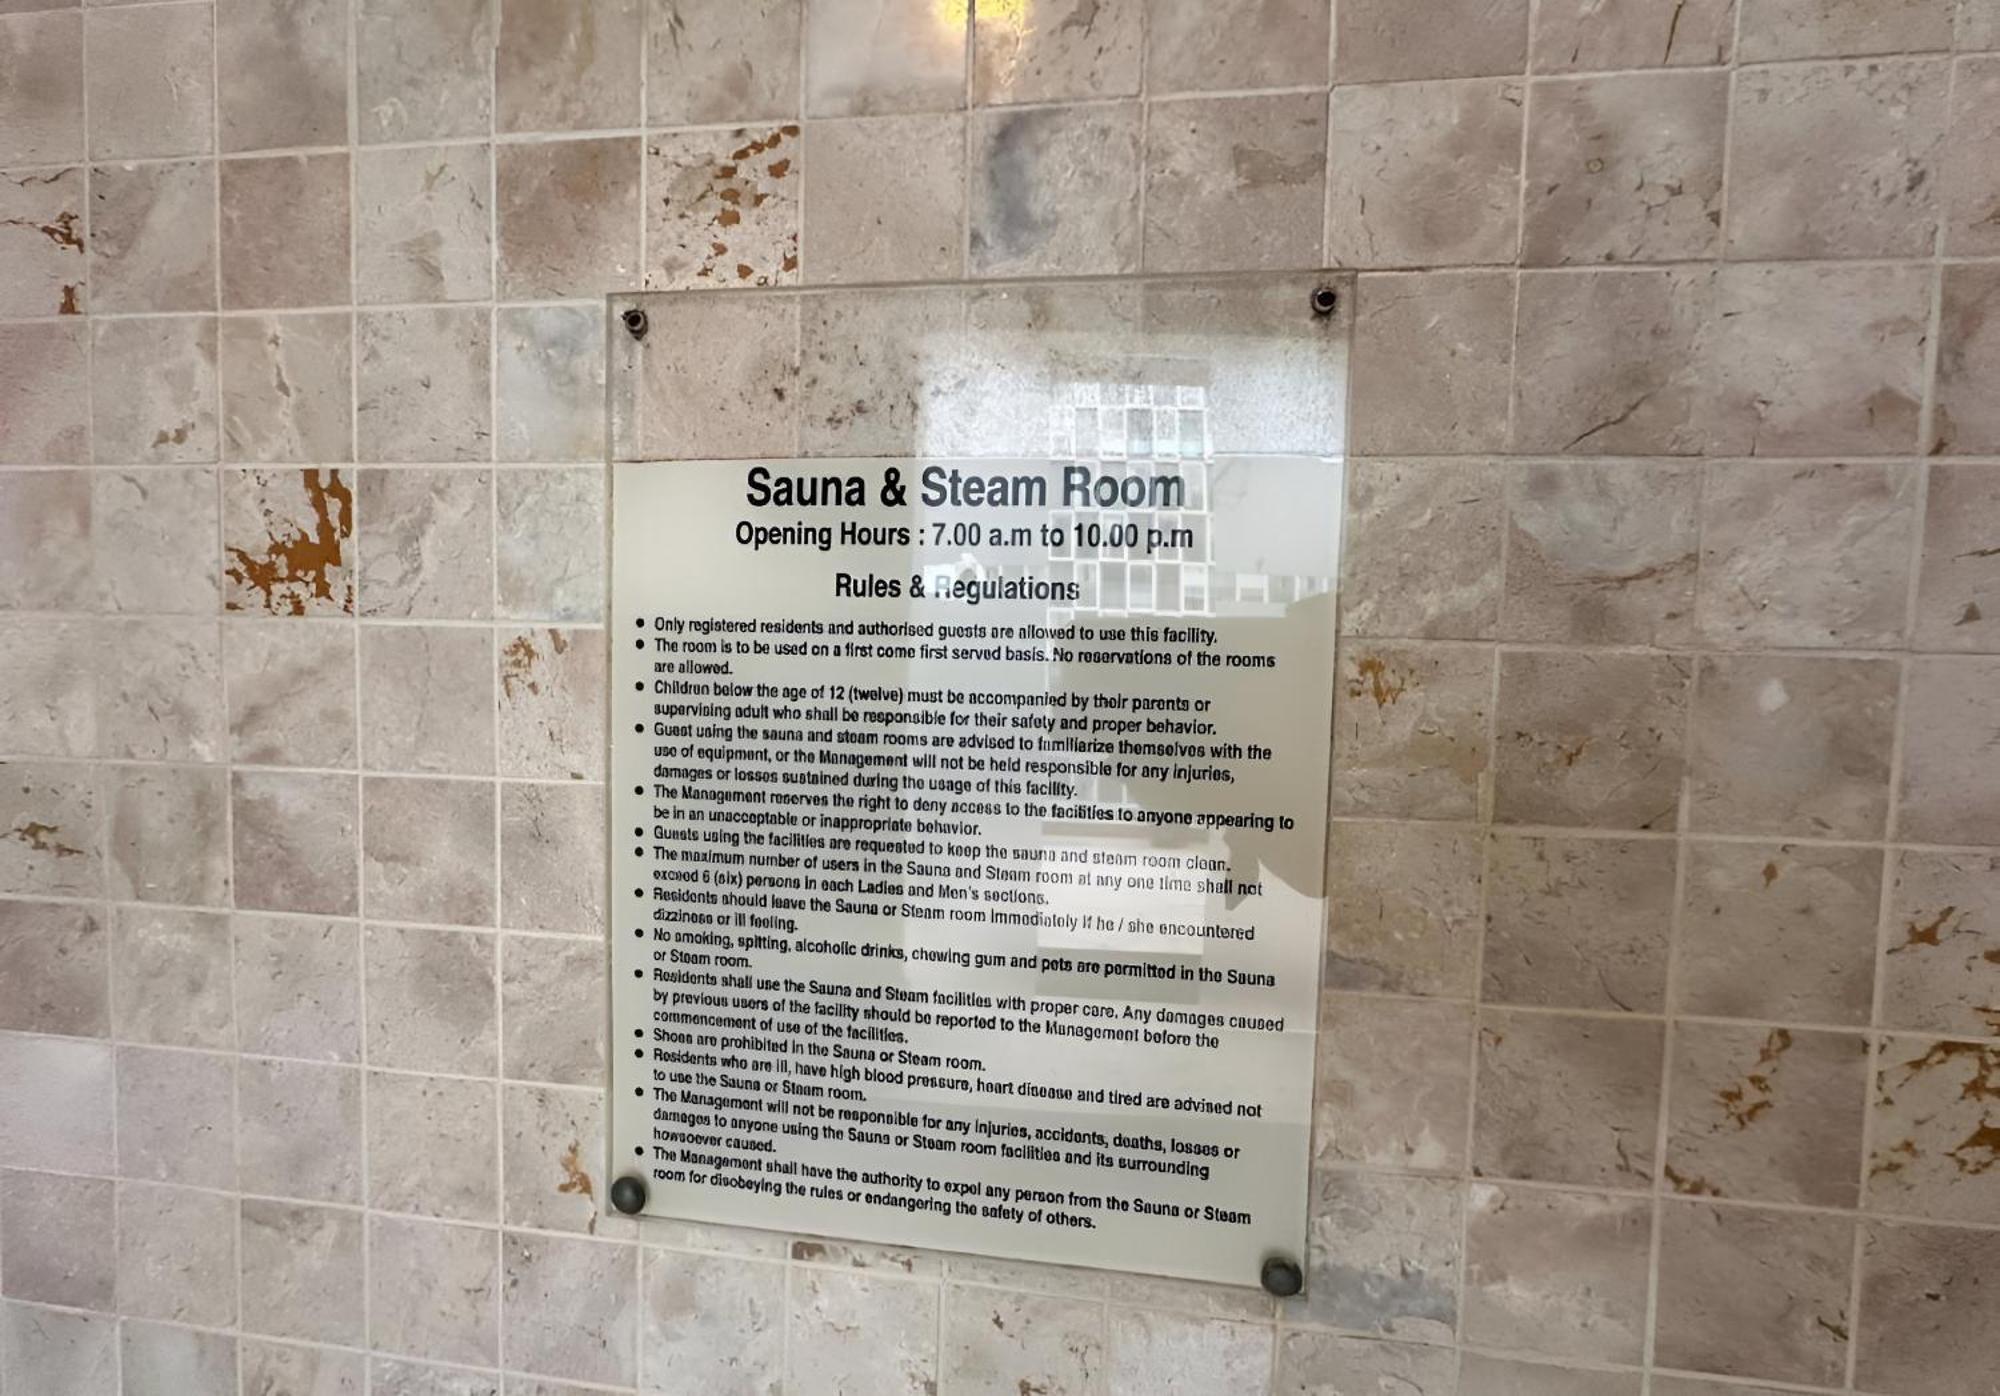 Sauna & Steam Room
Opening Hours : 7.00 a.m to 10.00 p.m
Rules & Regulations
● Only registered residents and authorised guests are allowed to use this facility.
● The room is to be used on a first come first served basis. No reservations of the rooms
are allowed.
● Children below the age of 12 (twelve) must be accompanied by their parents or
supervising adult who shall be responsible for their safety and proper behavior.
● Guest using the sauna and steam rooms are advised to familiarize themselves with the
use of equipment, or the Management will not be held responsible for any injuries,
damages or losses sustained during the usage of this facility.
● The Management reserves the right to deny access to the facilities to anyone appearing to
be in an unacceptable or inappropriate behavior.
● Guests using the facilities are requested to keep the sauna and steam room clean.
● The maximum number of users in the Sauna and Steam room at any one time shall not
exceed 6 (six) persons in each Ladies and Men's sections.
● Residents should leave the Sauna or Steam room immediately if he / she encountered
dizziness or ill feeling.
● No smoking, spitting, alcoholic drinks, chewing gum and pets are permitted in the Sauna
or Steam room.
● Residents shall use the Sauna and Steam facilities with proper care. Any damages caused
by previous users of the facility should be reported to the Management before the
commencement of use of the facilities.
● Shoes are prohibited in the Sauna or Steam room.
● Residents who are ill, have high blood pressure, heart disease and tired are advised not
to use the Sauna or Steam room.
● The Management will not be responsible for any injuries, accidents, deaths, losses or
damages to anyone using the Sauna or Steam room facilities and its surrounding
howsoever caused.
● The Management shall have the authority to expel any person from the Sauna or Steam
room for disobeying the rules or endangering the safety of others.